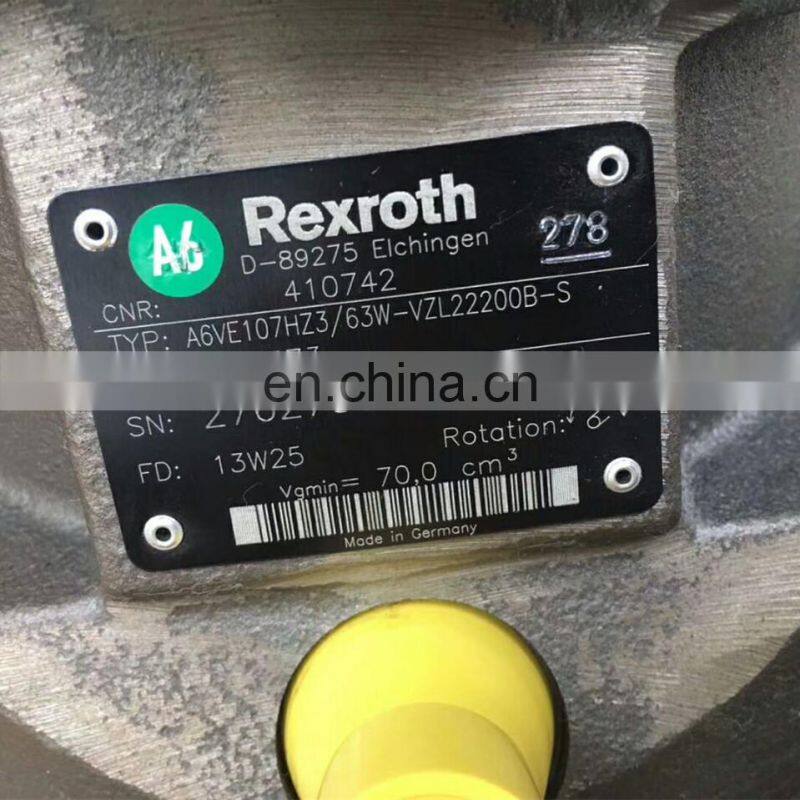 A6 Rexroth
D-89275 Elchingen
278
CNR: 410742
TYP: A6VE107HZ3/63W-VZL22200B-S
en.china.cn
SN:
Rotation:
FD: 13W25
Vgmin= 70,0 cm³
Made in Germany